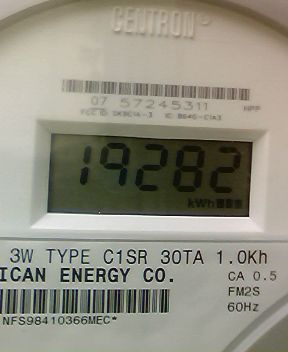 CENTRON®
07 57245311
19282
kWh
3W TYPE C1SR 30TA 1.0Kh
ICAN ENERGY CO.
CA 0.5
FM2S
60Hz
NFS98410366MEC*